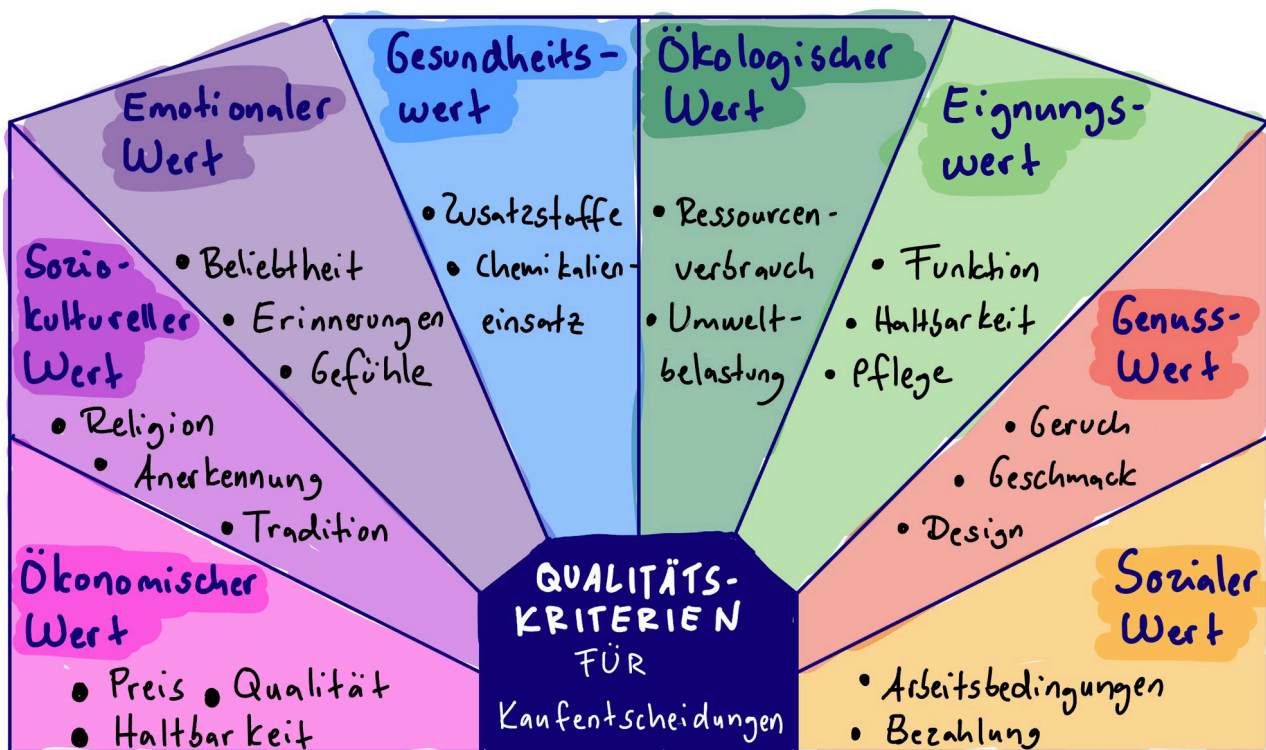 Ökonomischer
Wert
• Preis • Qualität
• Haltbarkeit
Sozio-
kultureller
Wert
• Religion
• Anerkennung
• Tradition
Emotionaler
Wert
• Beliebtheit
• Erinnerungen
• Gefühle
Gesundheits-
wert
• Zusatzstoffe
• Chemikalien-
einsatz
Ökologischer
Wert
• Ressourcen-
verbrauch
• Umwelt-
belastung
Eignungs-
wert
• Funktion
• Haltbarkeit
• Pflege
Genuss-
Wert
• Geruch
• Geschmack
• Design
Sozialer
Wert
• Arbeitsbedingungen
• Bezahlung
QUALITÄTS-
KRITERIEN
FÜR
Kaufentscheidungen